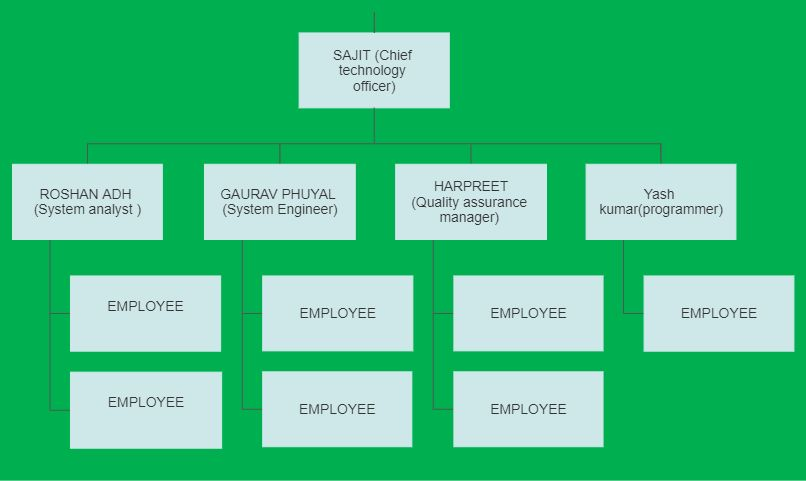 SAJIT (Chief
technology
officer)
ROSHAN ADH
(System analyst )
GAURAV PHUYAL
(System Engineer)
HARPREET
(Quality assurance
manager)
Yash
kumar(programmer)
EMPLOYEE
EMPLOYEE
EMPLOYEE
EMPLOYEE
EMPLOYEE
EMPLOYEE
EMPLOYEE